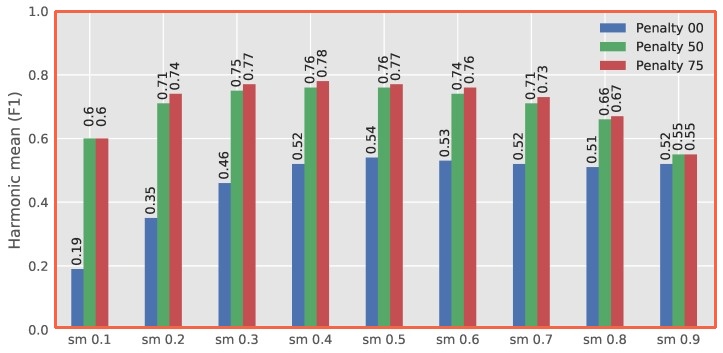 Harmonic mean (F1)
1.0
0.8
0.6
0.4
0.2
0.0
Penalty 00
Penalty 50
Penalty 75
0.19 0.6 0.6
0.35 0.71 0.74
0.46 0.75 0.77
0.52 0.76 0.78
0.54 0.76 0.77
0.53 0.74 0.76
0.52 0.71 0.73
0.51 0.66 0.67
0.52 0.55 0.55
sm 0.1 sm 0.2 sm 0.3 sm 0.4 sm 0.5 sm 0.6 sm 0.7 sm 0.8 sm 0.9